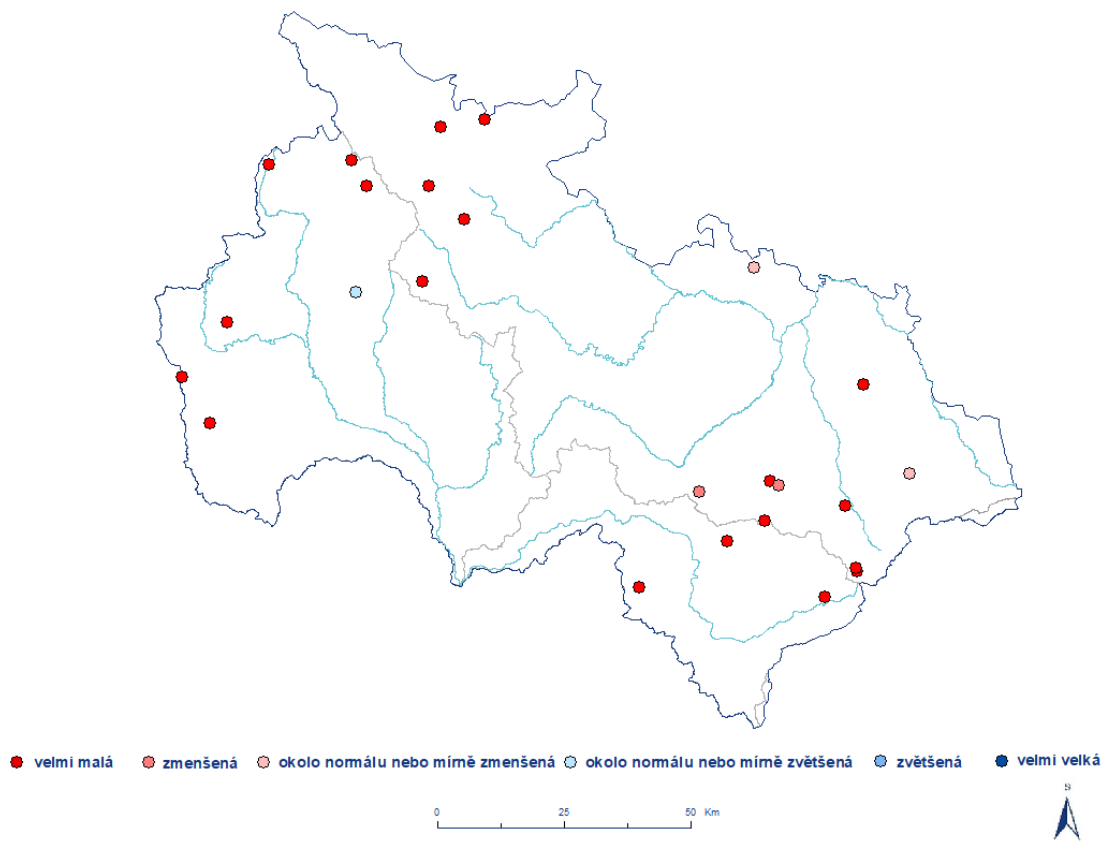 velmi malá
zmenšená
okolo normálu nebo mírně zmenšená
okolo normálu nebo mírně zvětšená
zvětšená
velmi velká
S
0 25 50 Km